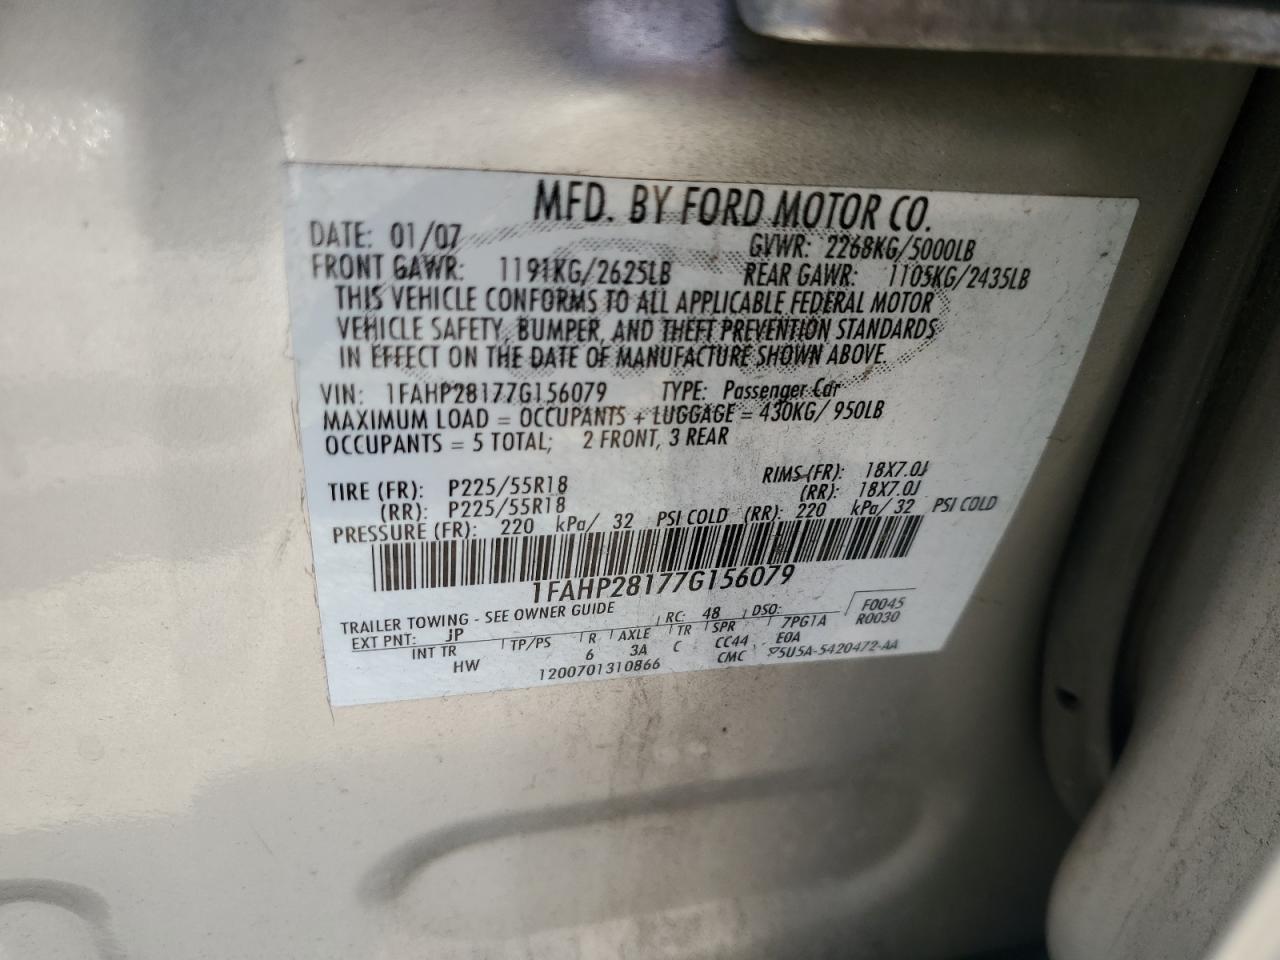 MFD. BY FORD MOTOR CO.
DATE: 01/07 GVWR: 2268KG/5000LB
FRONT GAWR: 1191KG/2625LB REAR GAWR: 1105KG/2435LB
THIS VEHICLE CONFORMS TO ALL APPLICABLE FEDERAL MOTOR
VEHICLE SAFETY, BUMPER, AND THEFT PREVENTION STANDARDS
IN EFFECT ON THE DATE OF MANUFACTURE SHOWN ABOVE.
VIN: 1FAHP28177G156079 TYPE: Passenger Car
MAXIMUM LOAD = OCCUPANTS + LUGGAGE = 430KG/ 950LB
OCCUPANTS = 5 TOTAL; 2 FRONT, 3 REAR
TIRE (FR): P225/55R18 RIMS (FR): 18X7.0J
(RR): P225/55R18 (RR): 18X7.0J
PRESSURE (FR): 220 kPa/ 32 PSI COLD (RR): 220 kPa/ 32 PSI COLD
1FAHP28177G156079
TRAILER TOWING - SEE OWNER GUIDE RC: 48 DSO: F0045
EXT PNT: JP R AXLE TR SPR 7PG1A R0030
INT TR TP/PS 6 3A C CC44 E0A
HW 1200701310866 CMC 5U5A-5420472-AA